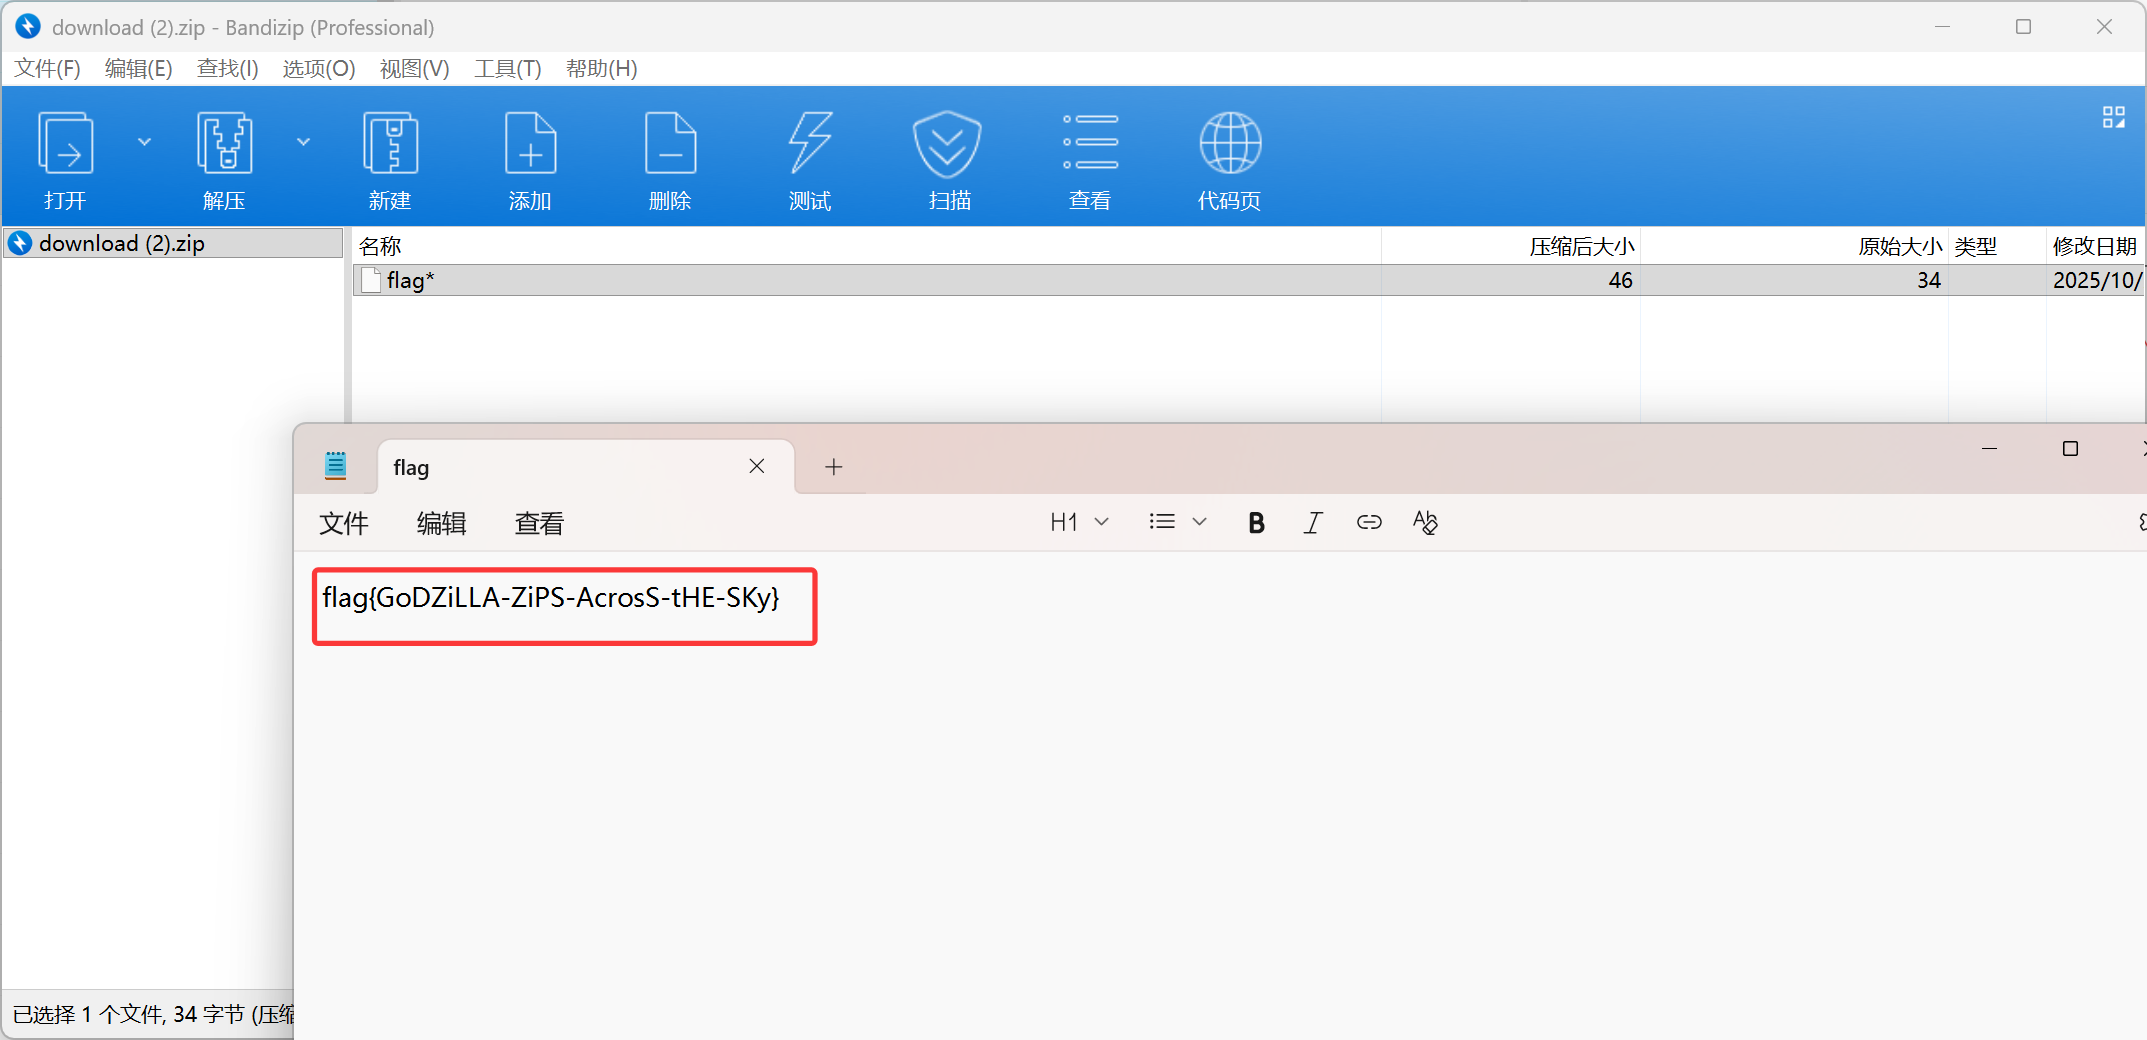 download (2).zip - Bandizip (Professional)
文件(F) 编辑(E) 查找(I) 选项(O) 视图(V) 工具(T) 帮助(H)
打开 解压 新建 添加 删除 测试 扫描 查看 代码页
download (2).zip
名称 压缩后大小 原始大小 类型 修改日期
flag* 46 34 2025/10/
flag
文件 编辑 查看 H1 B I
flag{GoDZiLLA-ZiPS-AcrosS-tHE-SKy}
已选择 1 个文件, 34 字节 (压缩